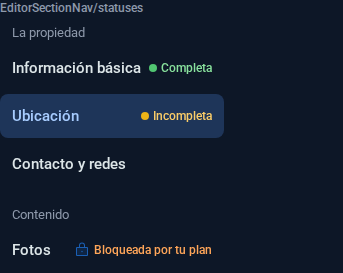 EditorSectionNav/statuses
La propiedad
Información básica Completa
Ubicación Incompleta
Contacto y redes
Contenido
Fotos Bloqueada por tu plan